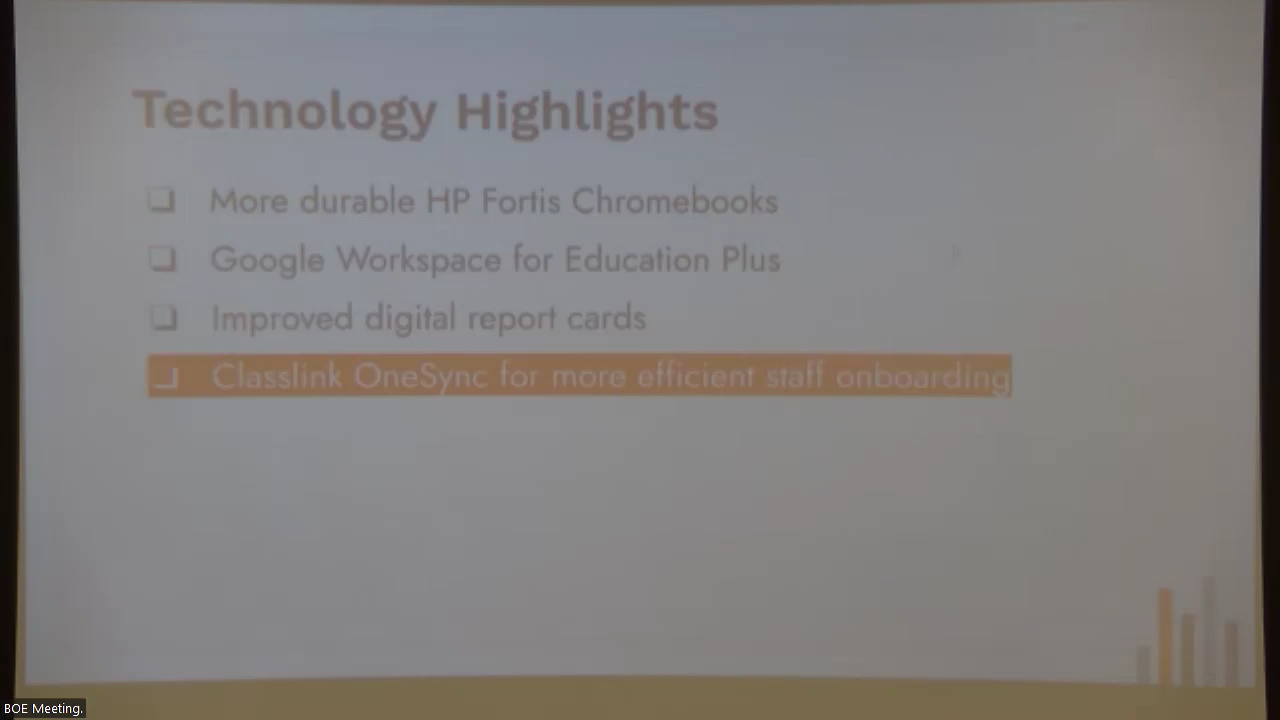 Technology Highlights
More durable HP Fortis Chromebooks
Google Workspace for Education Plus
Improved digital report cards
Classlink OneSync for more efficient staff onboarding
BOE Meeting.